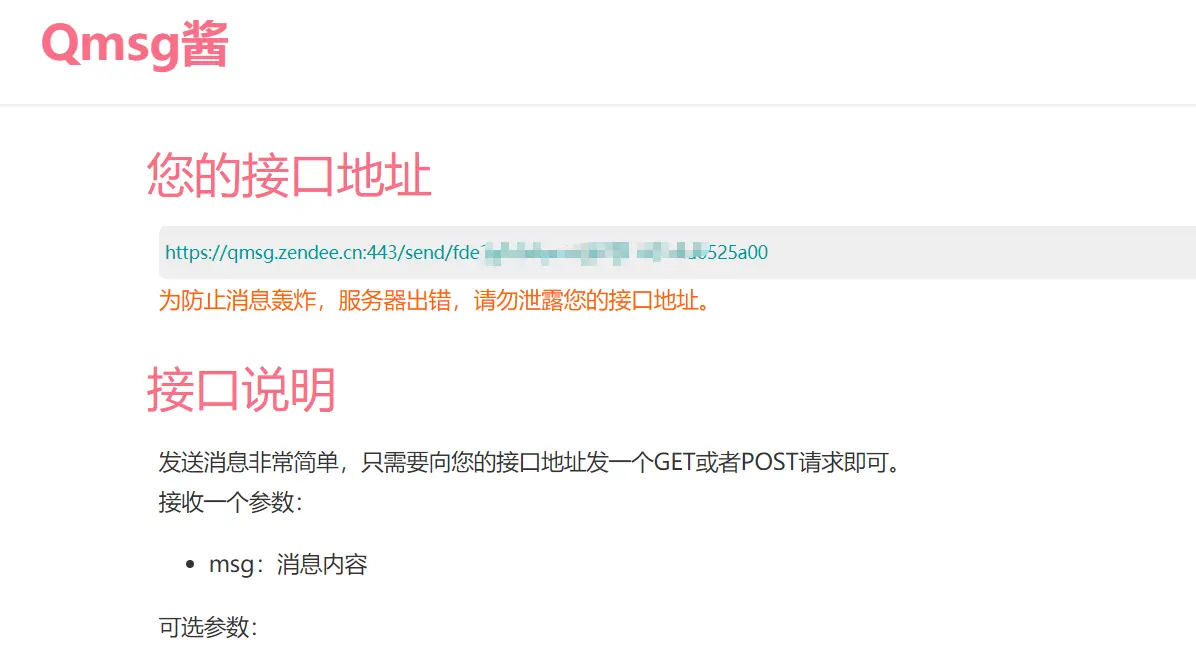 Qmsg酱
您的接口地址
https://qmsg.zendee.cn:443/send/fde 525a00
为防止消息轰炸，服务器出错，请勿泄露您的接口地址。
接口说明
发送消息非常简单，只需要向您的接口地址发一个GET或者POST请求即可。
接收一个参数：
• msg：消息内容
可选参数：